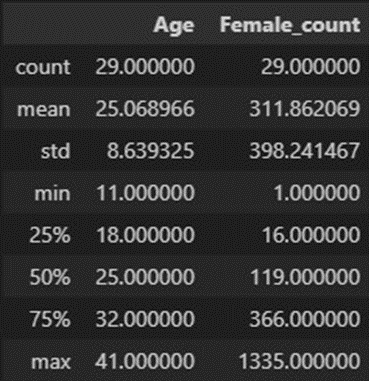 Age Female_count
count 29.000000 29.000000
mean 25.068966 311.862069
std 8.639325 398.241467
min 11.000000 1.000000
25% 18.000000 16.000000
50% 25.000000 119.000000
75% 32.000000 366.000000
max 41.000000 1335.000000